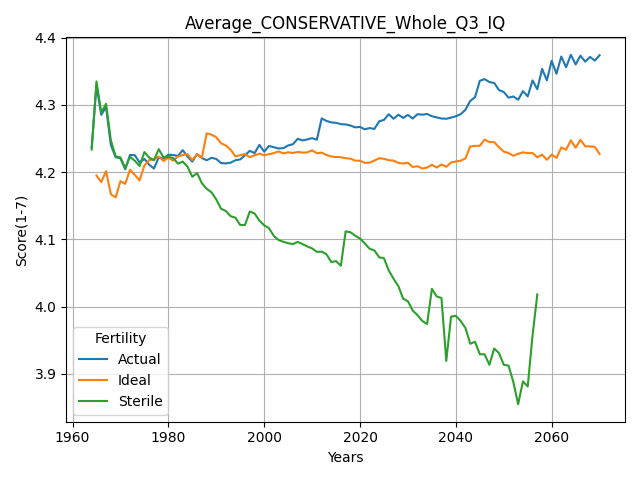 Average_CONSERVATIVE_Whole_Q3_IQ
Score(1-7)
4.4
4.3
4.2
4.1
4.0
3.9
Fertility
Actual
Ideal
Sterile
1960
1980
2000
2020
2040
2060
Years